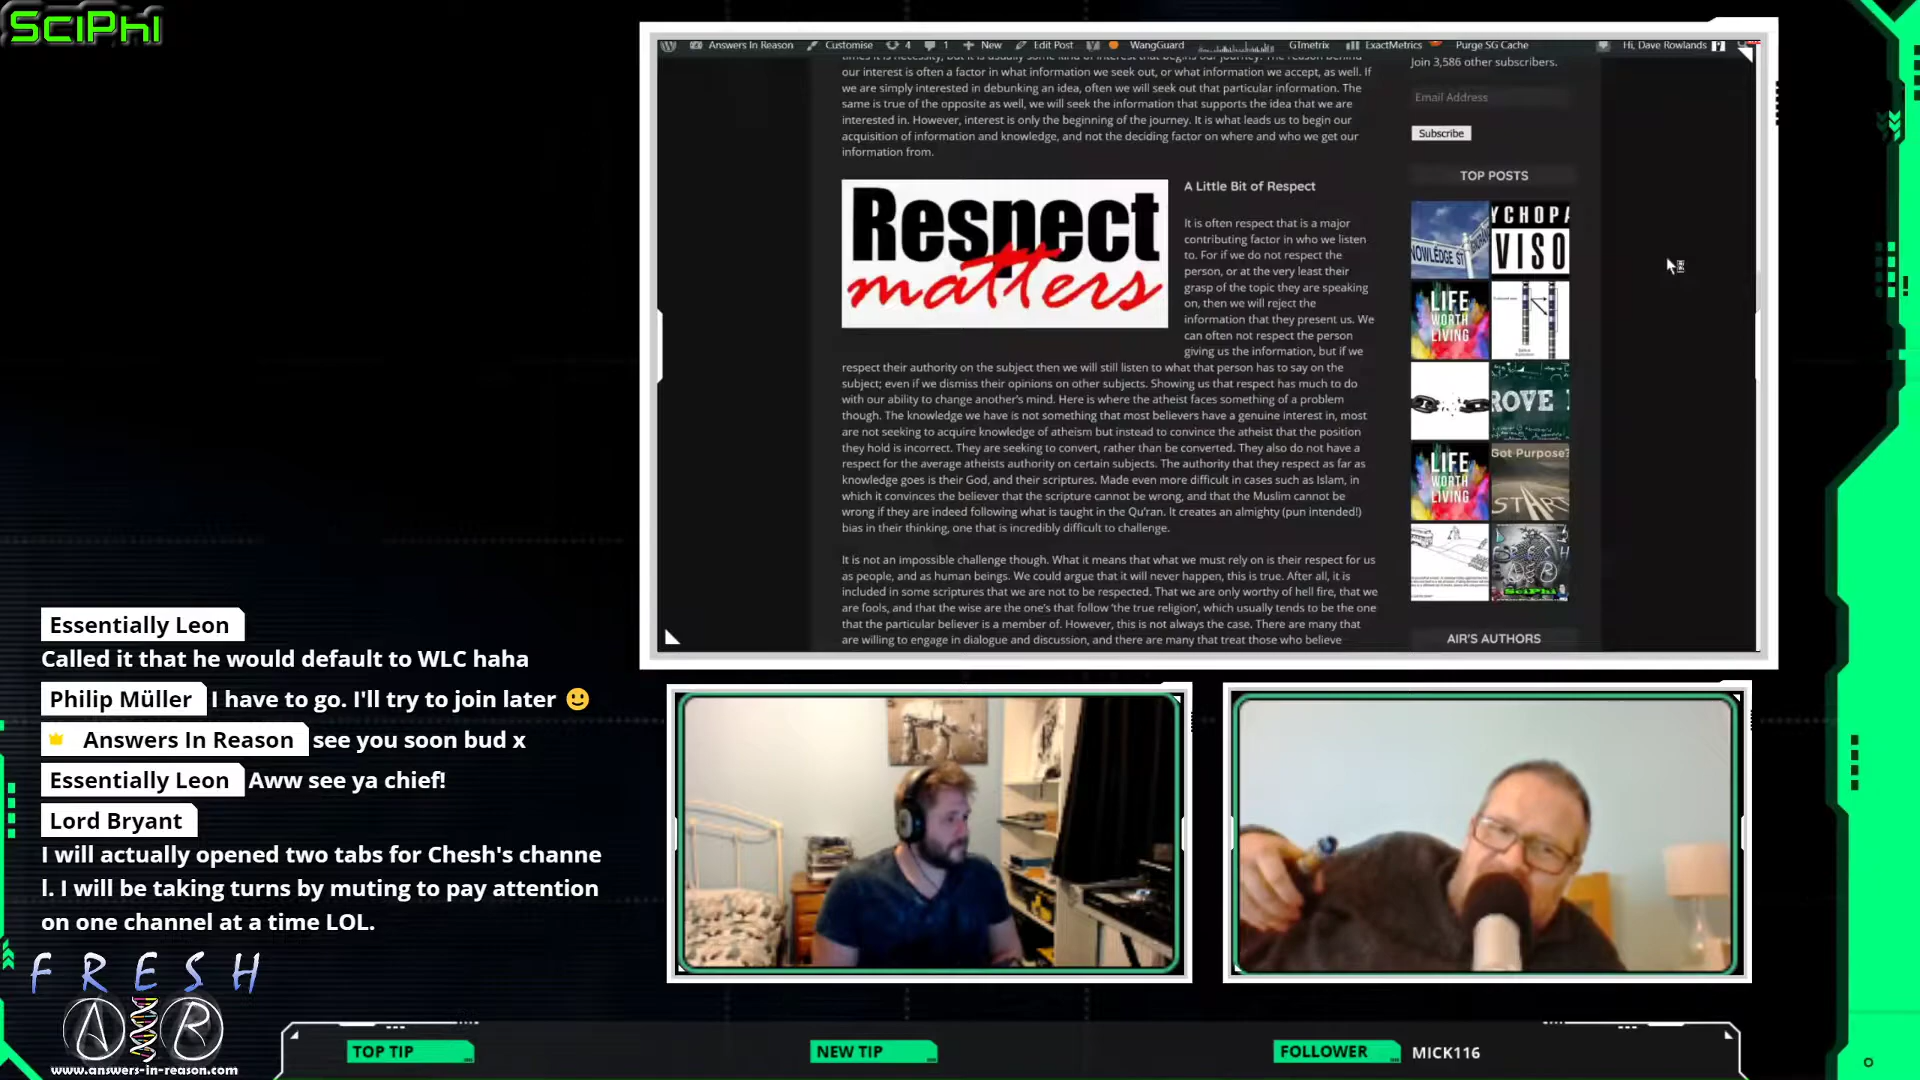 SciPhi
Answers In Reason Customise 4 1 New Edit Post WangGuard GTmetrix ExactMetrics Purge SG Cache Hi, Dave Rowlands
our interest is often a factor in what information we seek out, or what information we accept, as well. If
we are simply interested in debunking an idea, often we will seek out that particular information. The
same is true of the opposite as well, we will seek the information that supports the idea that we are
interested in. However, interest is only the beginning of the journey. It is what leads us to begin our
acquisition of information and knowledge, and not the deciding factor on where and who we get our
information from.
Respect
matters
A Little Bit of Respect
It is often respect that is a major
contributing factor in who we listen
to. For if we do not respect the
person, or at the very least their
grasp of the topic they are speaking
on, then we will reject the
information that they present us. We
can often not respect the person
giving us the information, but if we
respect their authority on the subject then we will still listen to what that person has to say on the
subject; even if we dismiss their opinions on other subjects. Showing us that respect has much to do
with our ability to change another's mind. Here is where the atheist faces something of a problem
though. The knowledge we have is not something that most believers have a genuine interest in, most
are not seeking to acquire knowledge of atheism but instead to convince the atheist that the position
they hold is incorrect. They are seeking to convert, rather than be converted. They also do not have a
respect for the average atheists authority on certain subjects. The authority that they respect as far as
knowledge goes is their God, and their scriptures. Made even more difficult in cases such as Islam, in
which it convinces the believer that the scripture cannot be wrong, and that the Muslim cannot be
wrong if they are indeed following what is taught in the Qu'ran. It creates an almighty (pun intended!)
bias in their thinking, one that is incredibly difficult to challenge.
It is not an impossible challenge though. What it means that what we must rely on is their respect for us
as people, and as human beings. We could argue that it will never happen, this is true. After all, it is
included in some scriptures that we are not to be respected. That we are only worthy of hell fire, that we
are fools, and that the wise are the one's that follow 'the true religion', which usually tends to be the one
that the particular believer is a member of. However, this is not always the case. There are many that
are willing to engage in dialogue and discussion, and there are many that treat those who believe
Join 3,586 other subscribers.
Email Address
Subscribe
TOP POSTS
NOWLEDGE ST
YCHOPA
VISO
LIFE
WORTH
LIVING
ROVE
LIFE
WORTH
LIVING
Got Purpose?
START
FRESH
SciPhi
AIR'S AUTHORS
Essentially Leon
Called it that he would default to WLC haha
Philip Müller I have to go. I'll try to join later 🙂
Answers In Reason see you soon bud x
Essentially Leon Aww see ya chief!
Lord Bryant
I will actually opened two tabs for Chesh's channe
l. I will be taking turns by muting to pay attention
on one channel at a time LOL.
FRESH
AIR
www.answers-in-reason.com
TOP TIP
NEW TIP
FOLLOWER MICK116